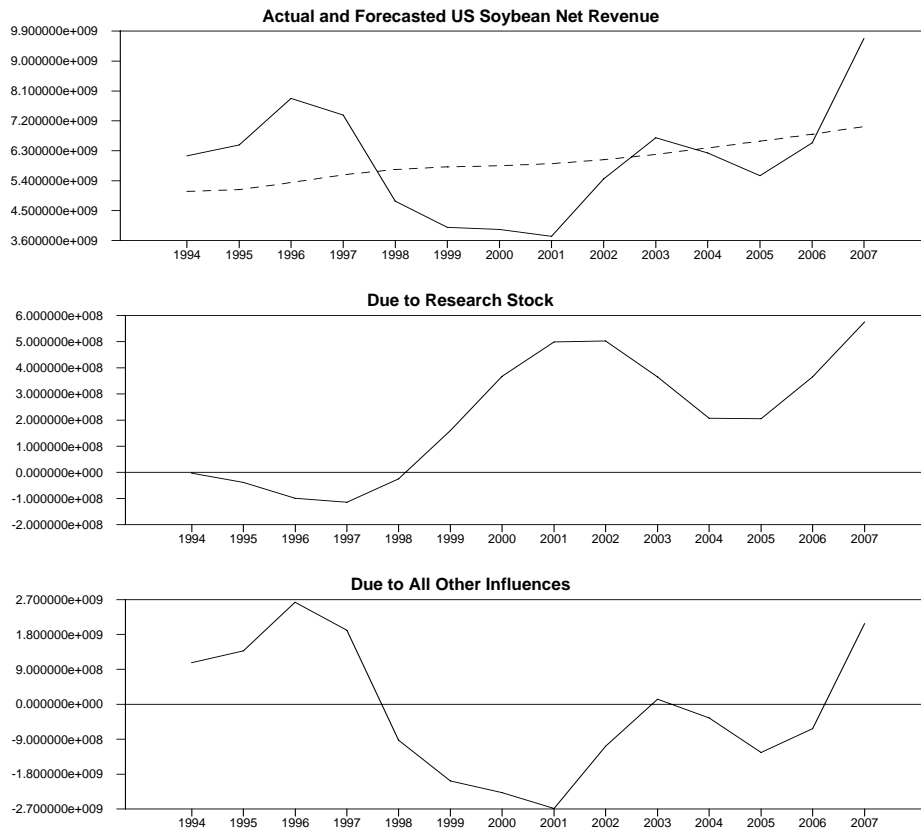 Actual and Forecasted US Soybean Net Revenue
9.900000e+009
9.000000e+009
8.100000e+009
7.200000e+009
6.300000e+009
5.400000e+009
4.500000e+009
3.600000e+009
1994 1995 1996 1997 1998 1999 2000 2001 2002 2003 2004 2005 2006 2007
Due to Research Stock
6.000000e+008
5.000000e+008
4.000000e+008
3.000000e+008
2.000000e+008
1.000000e+008
0.000000e+000
-1.000000e+008
-2.000000e+008
1994 1995 1996 1997 1998 1999 2000 2001 2002 2003 2004 2005 2006 2007
Due to All Other Influences
2.700000e+009
1.800000e+009
9.000000e+008
0.000000e+000
-9.000000e+008
-1.800000e+009
-2.700000e+009
1994 1995 1996 1997 1998 1999 2000 2001 2002 2003 2004 2005 2006 2007